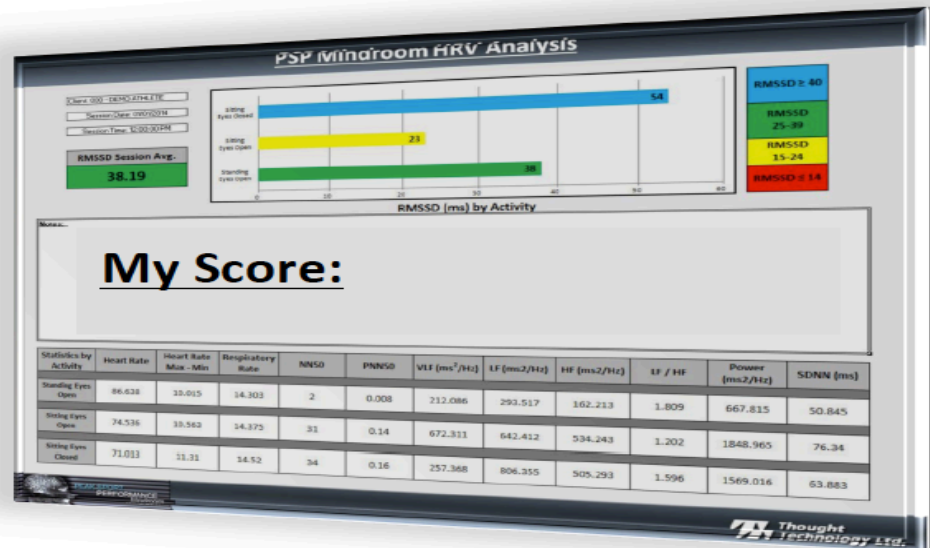 PSP Mindroom HRV Analysis
Client: 000 - DEMO ATHLETE
Session Date: 01/01/2014
Session Time: 12:00:00 PM
RMSSD Session Avg.
38.19
Sitting
Eyes Closed
54
Sitting
Eyes Open
23
Standing
Eyes Open
38
0 10 20 30 40 50 60
RMSSD (ms) by Activity
RMSSD ≥ 40
RMSSD
25-39
RMSSD
15-24
RMSSD ≤ 14
My Score:
Statistics by Activity Heart Rate Heart Rate Max - Min Respiratory Rate NN50 PNN50 VLF (ms²/Hz) LF (ms2/Hz) HF (ms2/Hz) LF / HF Power (ms2/Hz) SDNN (ms)
Standing Eyes Open 86.638 14.303 2 0.008 212.086 293.517 162.213 1.809 667.815 50.845
Sitting Eyes Open 74.536 14.375 31 0.14 672.311 642.412 534.243 1.202 1848.965 76.34
Sitting Eyes Closed 71.013 11.31 14.52 34 0.16 257.368 806.355 505.293 1.596 1569.016 63.883
PERFORMANCE
Thought
Technology Ltd.